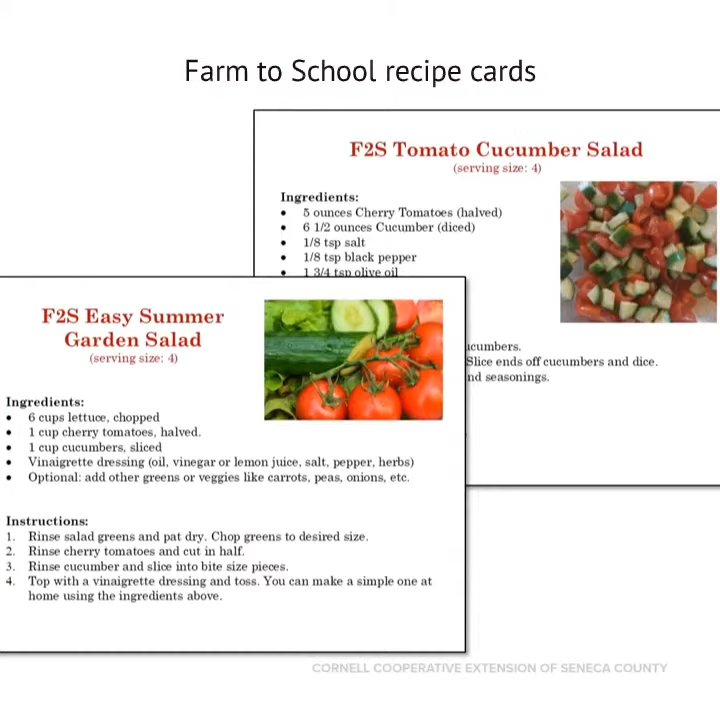 Farm to School recipe cards
F2S Tomato Cucumber Salad
(serving size: 4)
Ingredients:
• 5 ounces Cherry Tomatoes (halved)
• 6 1/2 ounces Cucumber (diced)
• 1/8 tsp salt
• 1/8 tsp black pepper
• 1 3/4 tsp olive oil
Slice ends off cucumbers and dice.
nd seasonings.
F2S Easy Summer
Garden Salad
(serving size: 4)
Ingredients:
• 6 cups lettuce, chopped
• 1 cup cherry tomatoes, halved.
• 1 cup cucumbers, sliced
• Vinaigrette dressing (oil, vinegar or lemon juice, salt, pepper, herbs)
• Optional: add other greens or veggies like carrots, peas, onions, etc.
Instructions:
1. Rinse salad greens and pat dry. Chop greens to desired size.
2. Rinse cherry tomatoes and cut in half.
3. Rinse cucumber and slice into bite size pieces.
4. Top with a vinaigrette dressing and toss. You can make a simple one at
home using the ingredients above.
CORNELL COOPERATIVE EXTENSION OF SENECA COUNTY